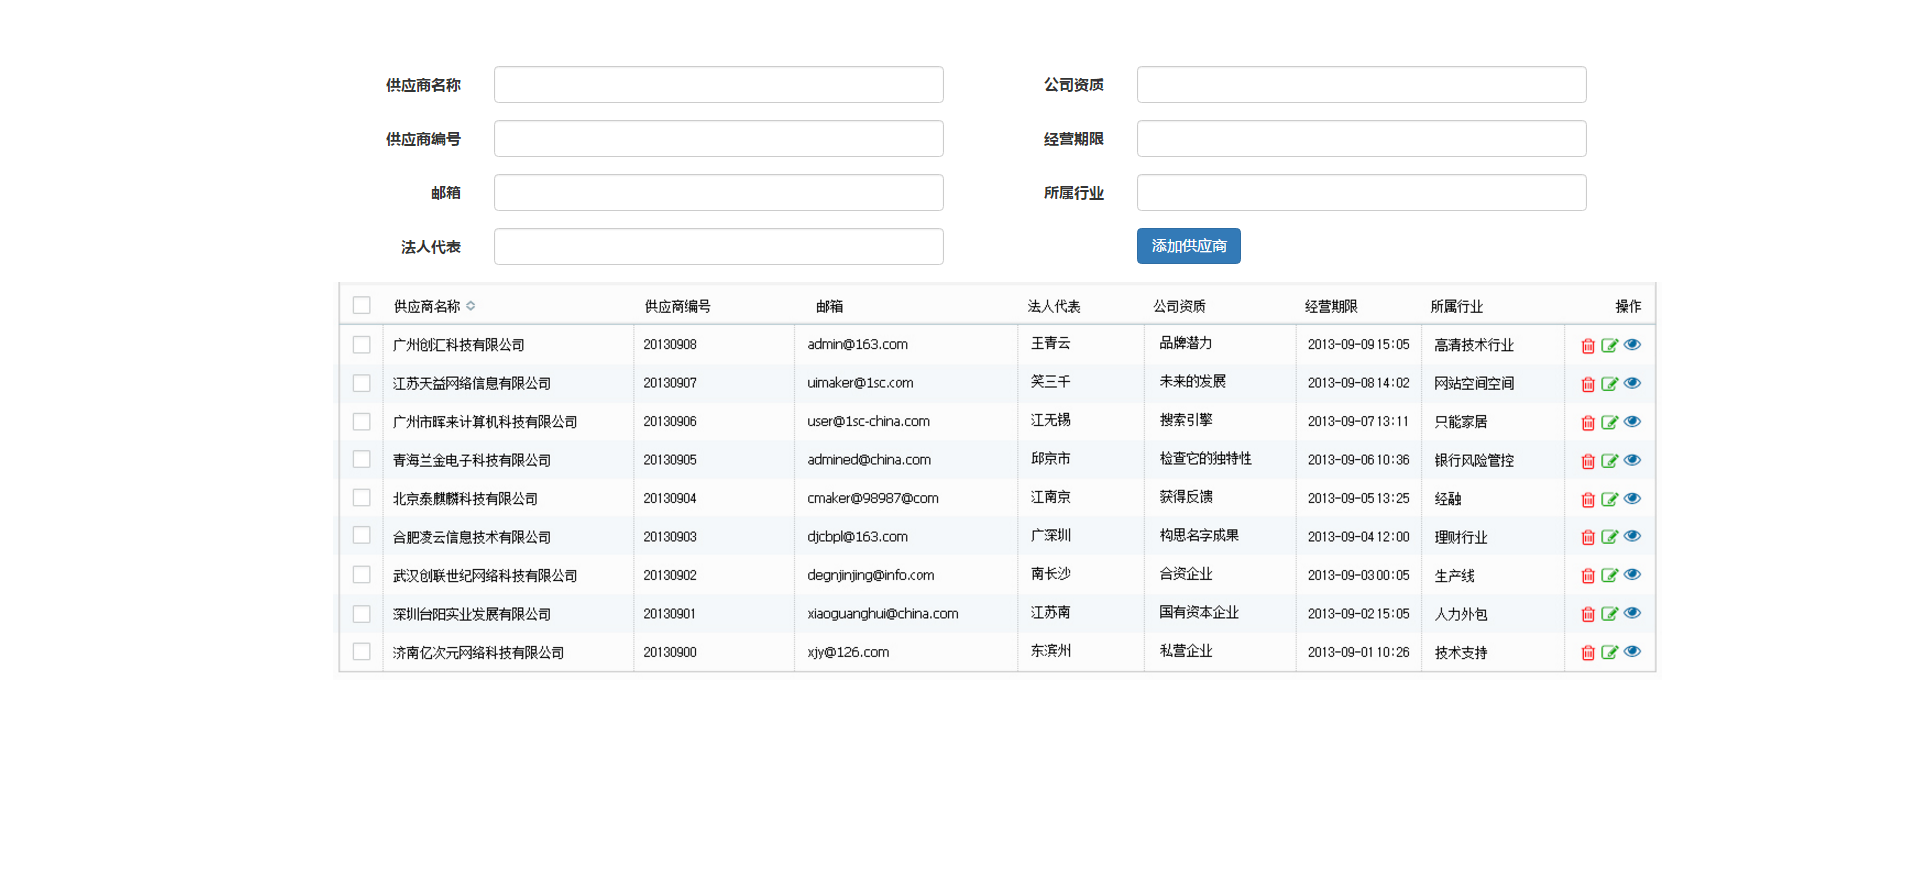 供应商名称 公司资质
供应商编号 经营期限
邮箱 所属行业
法人代表 添加供应商
供应商名称 供应商编号 邮箱 法人代表 公司资质 经营期限 所属行业 操作
广州创汇科技有限公司 20130908 admin@163.com 王青云 品牌潜力 2013-09-09 15:05 高清技术行业
江苏天益网络信息有限公司 20130907 uimaker@1sc.com 笑三千 未来的发展 2013-09-08 14:02 网站空间空间
广州市晖来计算机科技有限公司 20130906 user@1sc-china.com 江无锡 搜索引擎 2013-09-07 13:11 只能家居
青海兰金电子科技有限公司 20130905 admined@china.com 邱京市 检查它的独特性 2013-09-06 10:36 银行风险管控
北京泰麒麟科技有限公司 20130904 cmaker@98987@com 江南京 获得反馈 2013-09-05 13:25 经融
合肥凌云信息技术有限公司 20130903 djcbpl@163.com 广深圳 构思名字成果 2013-09-04 12:00 理财行业
武汉创联世纪网络科技有限公司 20130902 degnjinjing@info.com 南长沙 合资企业 2013-09-03 00:05 生产线
深圳台阳实业发展有限公司 20130901 xiaoguanghui@china.com 江苏南 国有资本企业 2013-09-02 15:05 人力外包
济南亿次元网络科技有限公司 20130900 xjy@126.com 东滨州 私营企业 2013-09-01 10:26 技术支持